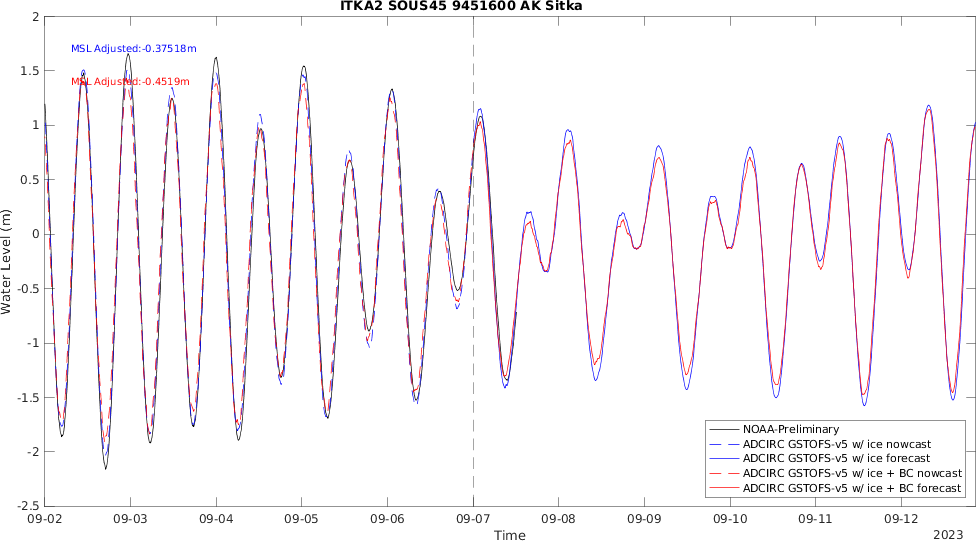 ITKA2 SOUS45 9451600 AK Sitka
MSL Adjusted:-0.37518m
MSL Adjusted:-0.4519m
2
1.5
1
0.5
0
-0.5
-1
-1.5
-2
-2.5
Water Level (m)
NOAA-Preliminary
ADCIRC GSTOFS-v5 w/ ice nowcast
ADCIRC GSTOFS-v5 w/ ice forecast
ADCIRC GSTOFS-v5 w/ ice + BC nowcast
ADCIRC GSTOFS-v5 w/ ice + BC forecast
09-02 09-03 09-04 09-05 09-06 09-07 09-08 09-09 09-10 09-11 09-12
Time
2023